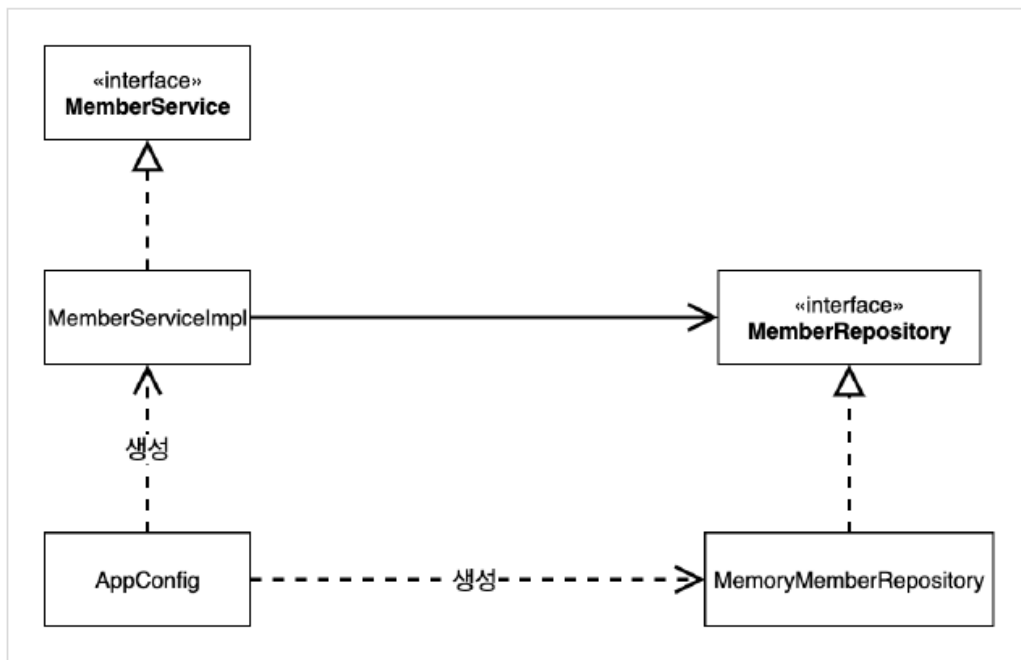 «interface»
MemberService
MemberServiceImpl
«interface»
MemberRepository
생성
AppConfig
생성
MemoryMemberRepository